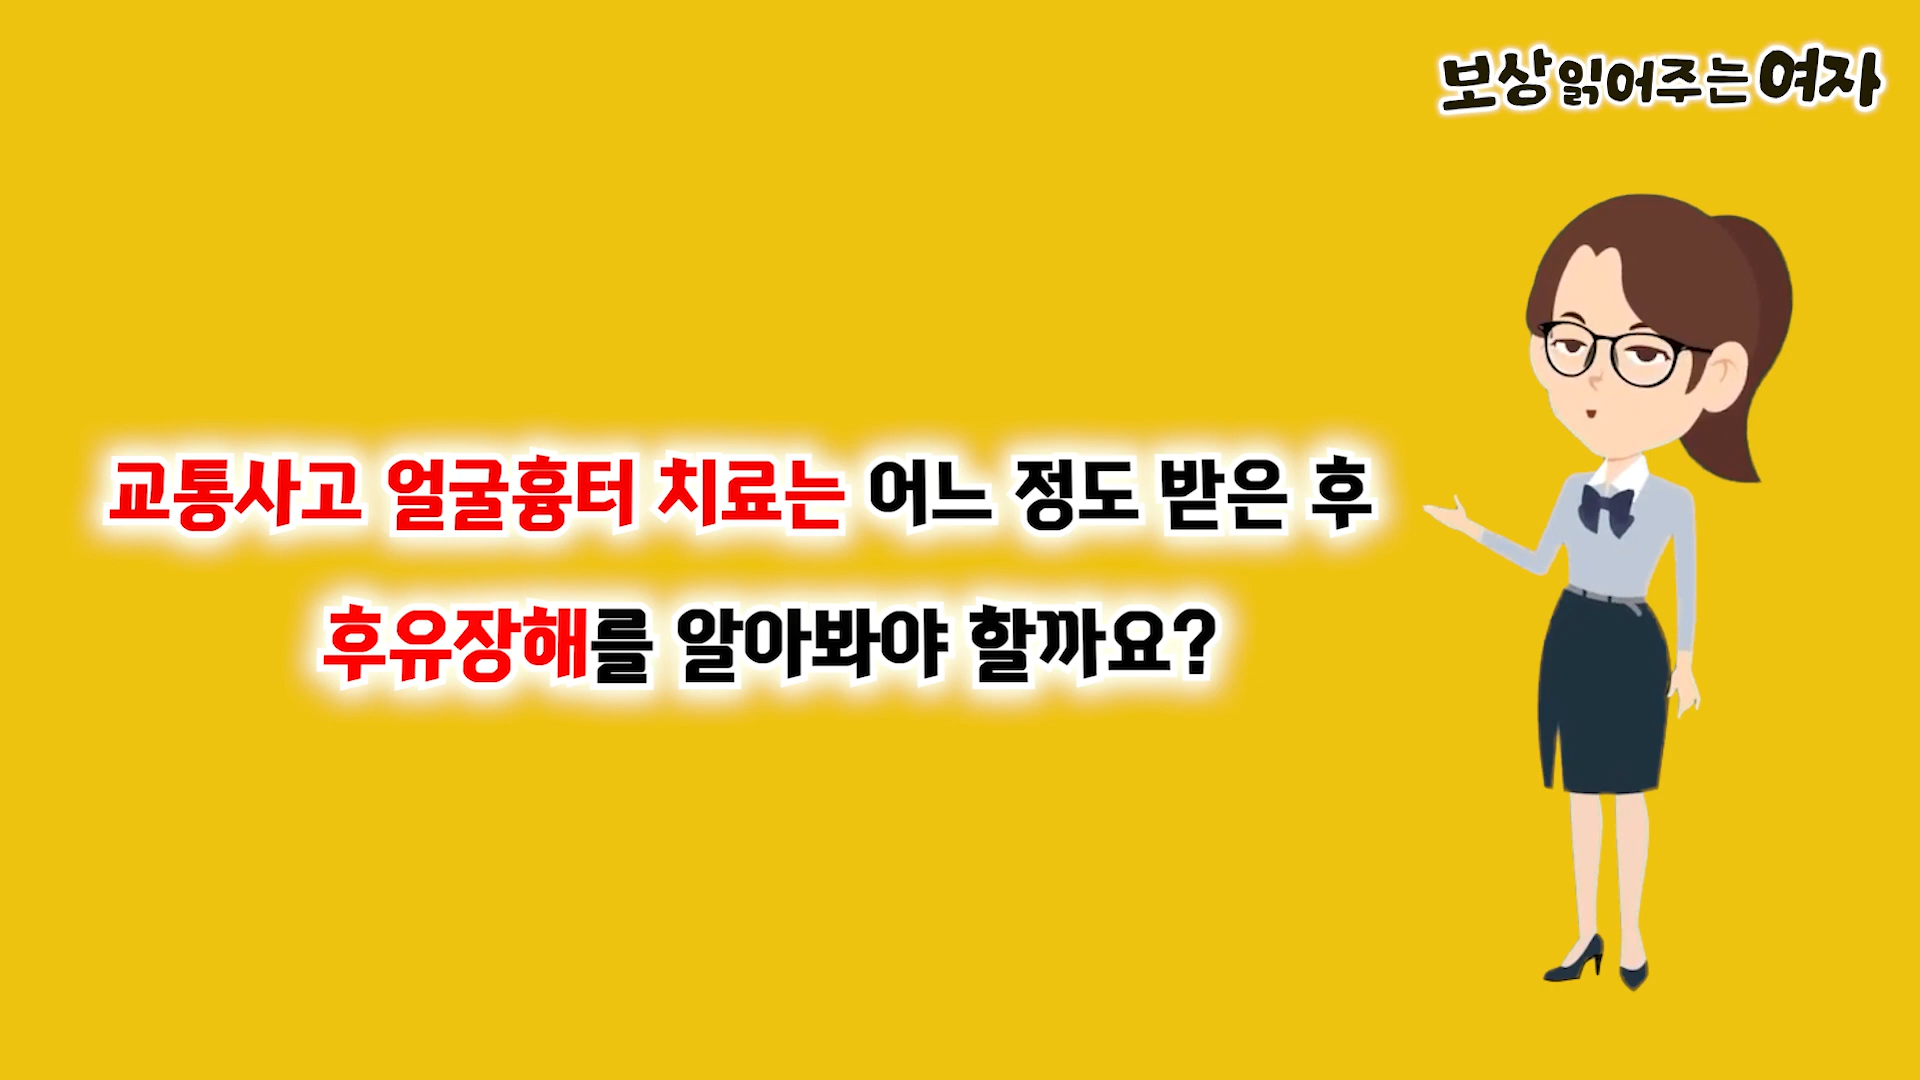 보상 읽어주는 여자
교통사고 얼굴흉터 치료는 어느 정도 받은 후
후유장해를 알아봐야 할까요?